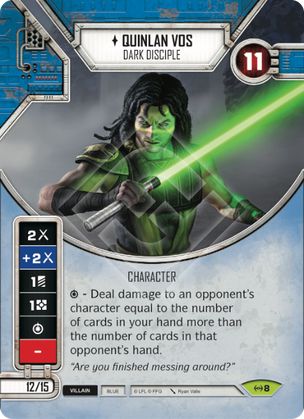 QUINLAN VOS
DARK DISCIPLE
11
2
+2
1
1
-
CHARACTER
- Deal damage to an opponent's
character equal to the number
of cards in your hand more
than the number of cards in that
opponent's hand.
"Are you finished messing around?"
12/15
VILLAIN
BLUE
© LFL © FFG
Ryan Valle
8